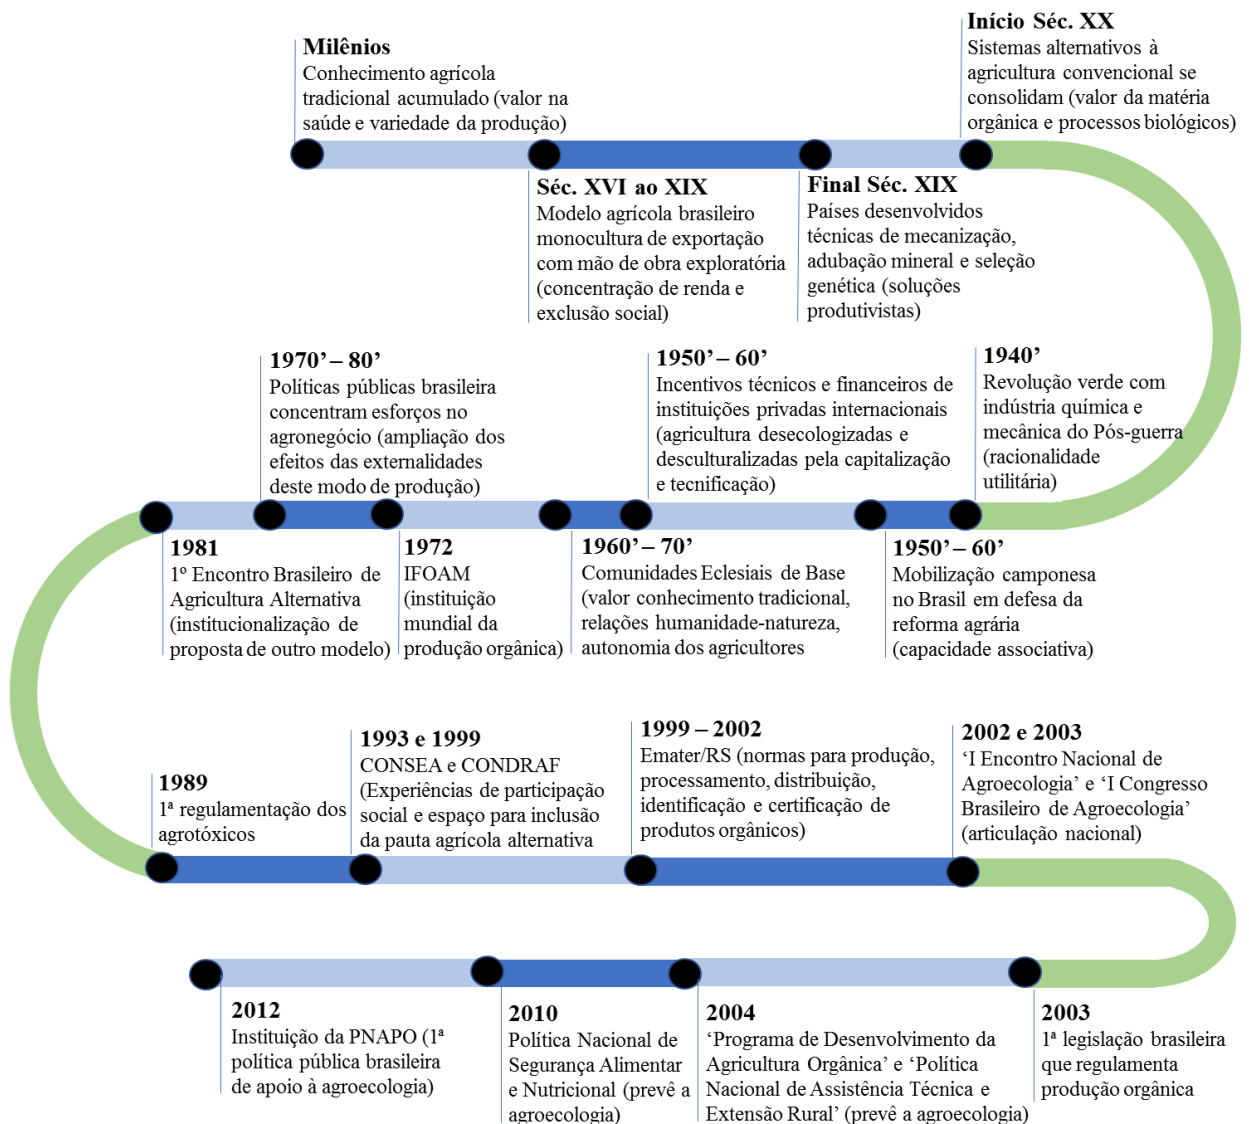 Milênios
Conhecimento agrícola
tradicional acumulado (valor na
saúde e variedade da produção)
Séc. XVI ao XIX
Modelo agrícola brasileiro
monocultura de exportação
com mão de obra exploratória
(concentração de renda e
exclusão social)
Final Séc. XIX
Países desenvolvidos
técnicas de mecanização,
adubação mineral e seleção
genética (soluções
produtivistas)
Início Séc. XX
Sistemas alternativos à
agricultura convencional se
consolidam (valor da matéria
orgânica e processos biológicos)
1940’
Revolução verde com
indústria química e
mecânica do Pós-guerra
(racionalidade
utilitária)
1950’ – 60’
Mobilização camponesa
no Brasil em defesa da
reforma agrária
(capacidade associativa)
1950’ – 60’
Incentivos técnicos e financeiros de
instituições privadas internacionais
(agricultura desecologizadas e
desculturalizadas pela capitalização
e tecnificação)
1960’ – 70’
Comunidades Eclesiais de Base
(valor conhecimento tradicional,
relações humanidade-natureza,
autonomia dos agricultores
1972
IFOAM
(instituição
mundial da
produção orgânica)
1970’ – 80’
Políticas públicas brasileira
concentram esforços no
agronegócio (ampliação dos
efeitos das externalidades
deste modo de produção)
1981
1º Encontro Brasileiro de
Agricultura Alternativa
(institucionalização de
proposta de outro modelo)
1989
1ª regulamentação dos
agrotóxicos
1993 e 1999
CONSEA e CONDRAF
(Experiências de participação
social e espaço para inclusão
da pauta agrícola alternativa
1999 – 2002
Emater/RS (normas para produção,
processamento, distribuição,
identificação e certificação de
produtos orgânicos)
2002 e 2003
‘I Encontro Nacional de
Agroecologia’ e ‘I Congresso
Brasileiro de Agroecologia’
(articulação nacional)
2003
1ª legislação brasileira
que regulamenta
produção orgânica
2004
‘Programa de Desenvolvimento da
Agricultura Orgânica’ e ‘Política
Nacional de Assistência Técnica e
Extensão Rural’ (prevê a agroecologia)
2010
Política Nacional de
Segurança Alimentar
e Nutricional (prevê a
agroecologia)
2012
Instituição da PNAPO (1ª
política pública brasileira
de apoio à agroecologia)